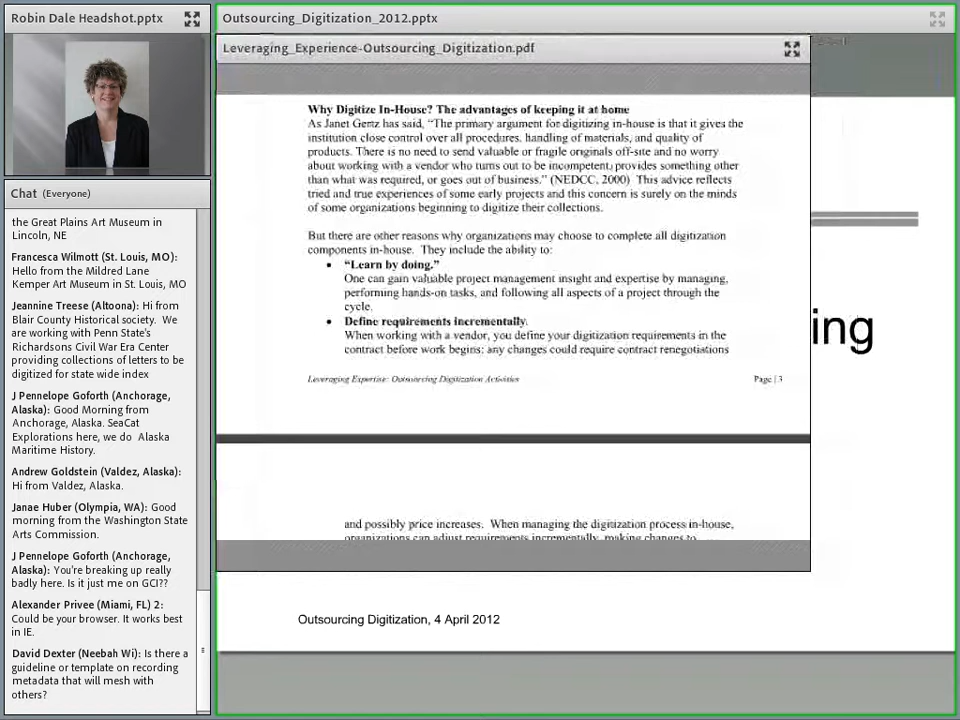 Robin Dale Headshot.pptx
Outsourcing_Digitization_2012.pptx
Leveraging_Experience-Outsourcing_Digitization.pdf
Chat (Everyone)
the Great Plains Art Museum in
Lincoln, NE
Francesca Wilmott (St. Louis, MO):
Hello from the Mildred Lane
Kemper Art Museum in St. Louis, MO
Jeannine Treese (Altoona): Hi from
Blair County Historical society. We
are working with Penn State's
Richardsons Civil War Era Center
providing collections of letters to be
digitized for state wide index
J Pennelope Goforth (Anchorage,
Alaska): Good Morning from
Anchorage, Alaska. SeaCat
Explorations here, we do Alaska
Maritime History.
Andrew Goldstein (Valdez, Alaska):
Hi from Valdez, Alaska.
Janae Huber (Olympia, WA): Good
morning from the Washington State
Arts Commission.
J Pennelope Goforth (Anchorage,
Alaska): You're breaking up really
badly here. Is it just me on GCI??
Alexander Privee (Miami, FL) 2:
Could be your browser. It works best
in IE.
David Dexter (Neebah Wi): Is there a
guideline or template on recording
metadata that will mesh with
others?
Why Digitize In-House? The advantages of keeping it at home
As Janet Gertz has said, “The primary argument for digitizing in-house is that it gives the
institution close control over all procedures, handling of materials, and quality of
products. There is no need to send valuable or fragile originals off-site and no worry
about working with a vendor who turns out to be incompetent, provides something other
than what was required, or goes out of business.” (NEDCC, 2000) This advice reflects
tried and true experiences of some early projects and this concern is surely on the minds
of some organizations beginning to digitize their collections.
But there are other reasons why organizations may choose to complete all digitization
components in-house. They include the ability to:
• “Learn by doing.”
One can gain valuable project management insight and expertise by managing,
performing hands-on tasks, and following all aspects of a project through the
cycle.
• Define requirements incrementally.
When working with a vendor, you define your digitization requirements in the
contract before work begins; any changes could require contract renegotiations
Leveraging Expertise: Outsourcing Digitization Activities Page | 3
and possibly price increases. When managing the digitization process in-house,
organizations can adjust requirements incrementally, making changes to
ing
Outsourcing Digitization, 4 April 2012